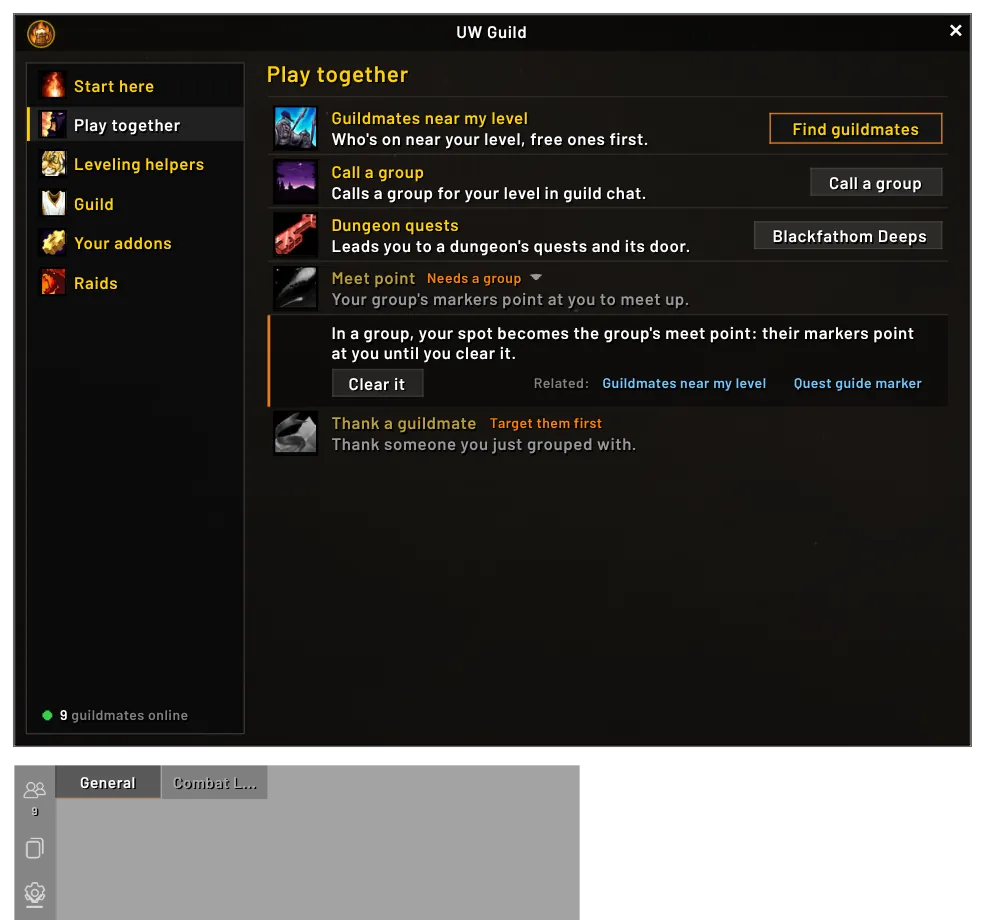 UW Guild
Start here
Play together
Leveling helpers
Guild
Your addons
Raids
9 guildmates online
Play together
Guildmates near my level
Who's on near your level, free ones first.
Find guildmates
Call a group
Calls a group for your level in guild chat.
Call a group
Dungeon quests
Leads you to a dungeon's quests and its door.
Blackfathom Deeps
Meet point Needs a group
Your group's markers point at you to meet up.
In a group, your spot becomes the group's meet point: their markers point
at you until you clear it.
Clear it
Related: Guildmates near my level Quest guide marker
Thank a guildmate Target them first
Thank someone you just grouped with.
General
Combat L...
9